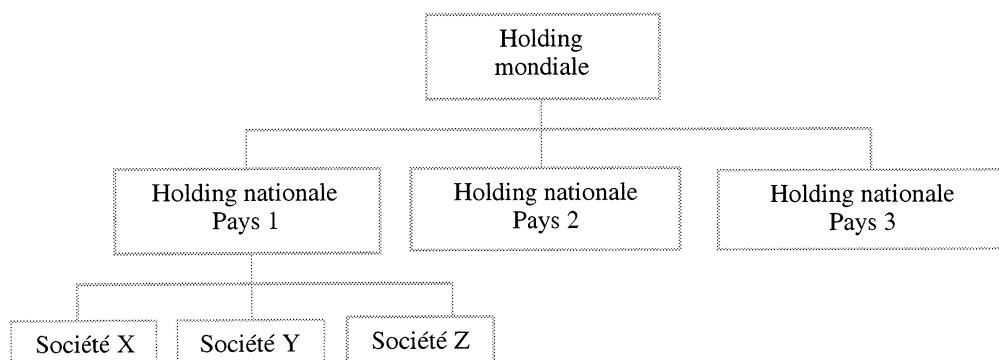 Holding
mondiale
Holding nationale
Pays 1
Holding nationale
Pays 2
Holding nationale
Pays 3
Société X
Société Y
Société Z